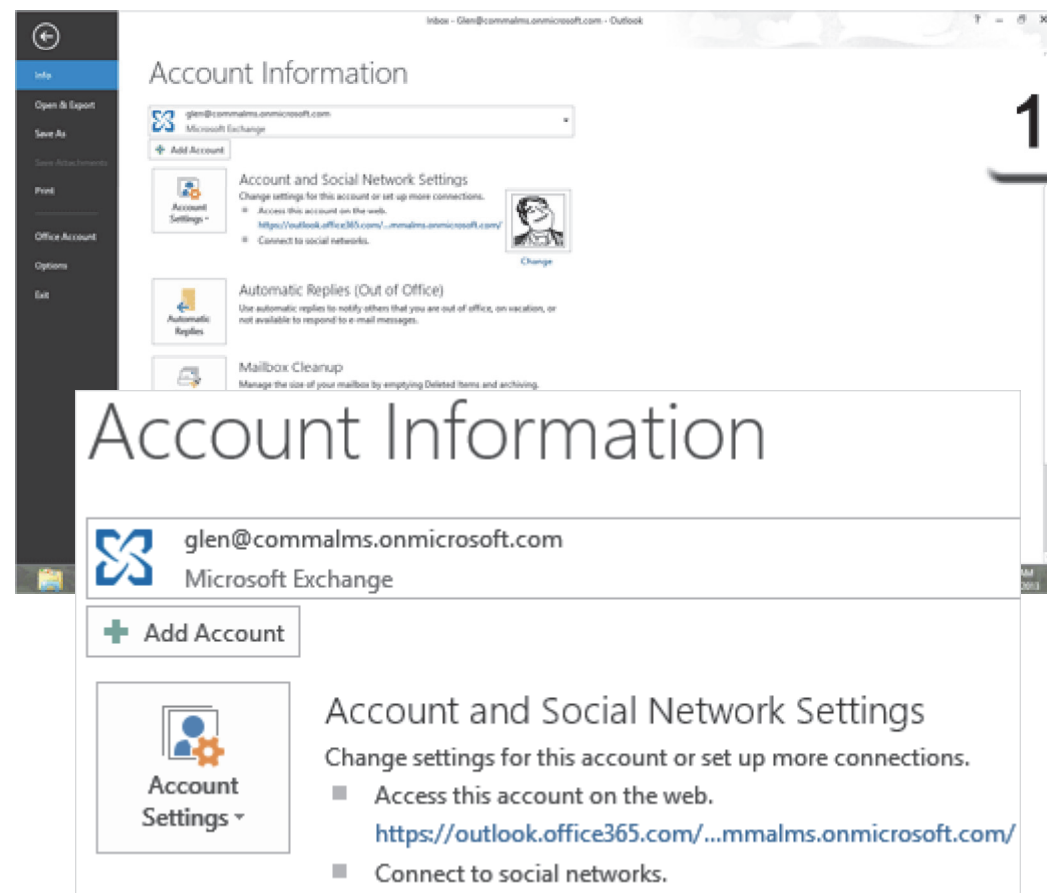 Inbox - Glen@commalms.onmicrosoft.com - Outlook
?
Info
Open & Export
Save As
Save Attachments
Print
Office Account
Options
Exit
Account Information
glen@commalms.onmicrosoft.com
Microsoft Exchange
Add Account
Account
Settings
Account and Social Network Settings
Change settings for this account or set up more connections.
Access this account on the web.
https://outlook.office365.com/...mmalms.onmicrosoft.com/
Connect to social networks.
Change
Automatic
Replies
Automatic Replies (Out of Office)
Use automatic replies to notify others that you are out of office, on vacation, or
not available to respond to e-mail messages.
Mailbox Cleanup
Manage the size of your mailbox by emptying Deleted Items and archiving.
1
AM
2013
Account Information
glen@commalms.onmicrosoft.com
Microsoft Exchange
Add Account
Account
Settings
Account and Social Network Settings
Change settings for this account or set up more connections.
Access this account on the web.
https://outlook.office365.com/...mmalms.onmicrosoft.com/
Connect to social networks.